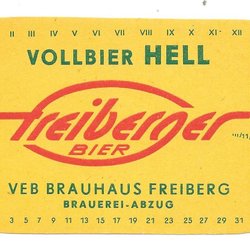 II III IV V VI VII VIII IX X XI XII
VOLLBIER HELL
freiberger
BIER
VEB BRAUHAUS FREIBERG
BRAUEREI-ABZUG
3 5 7 9 11 13 15 17 19 21 23 25 27 29 31